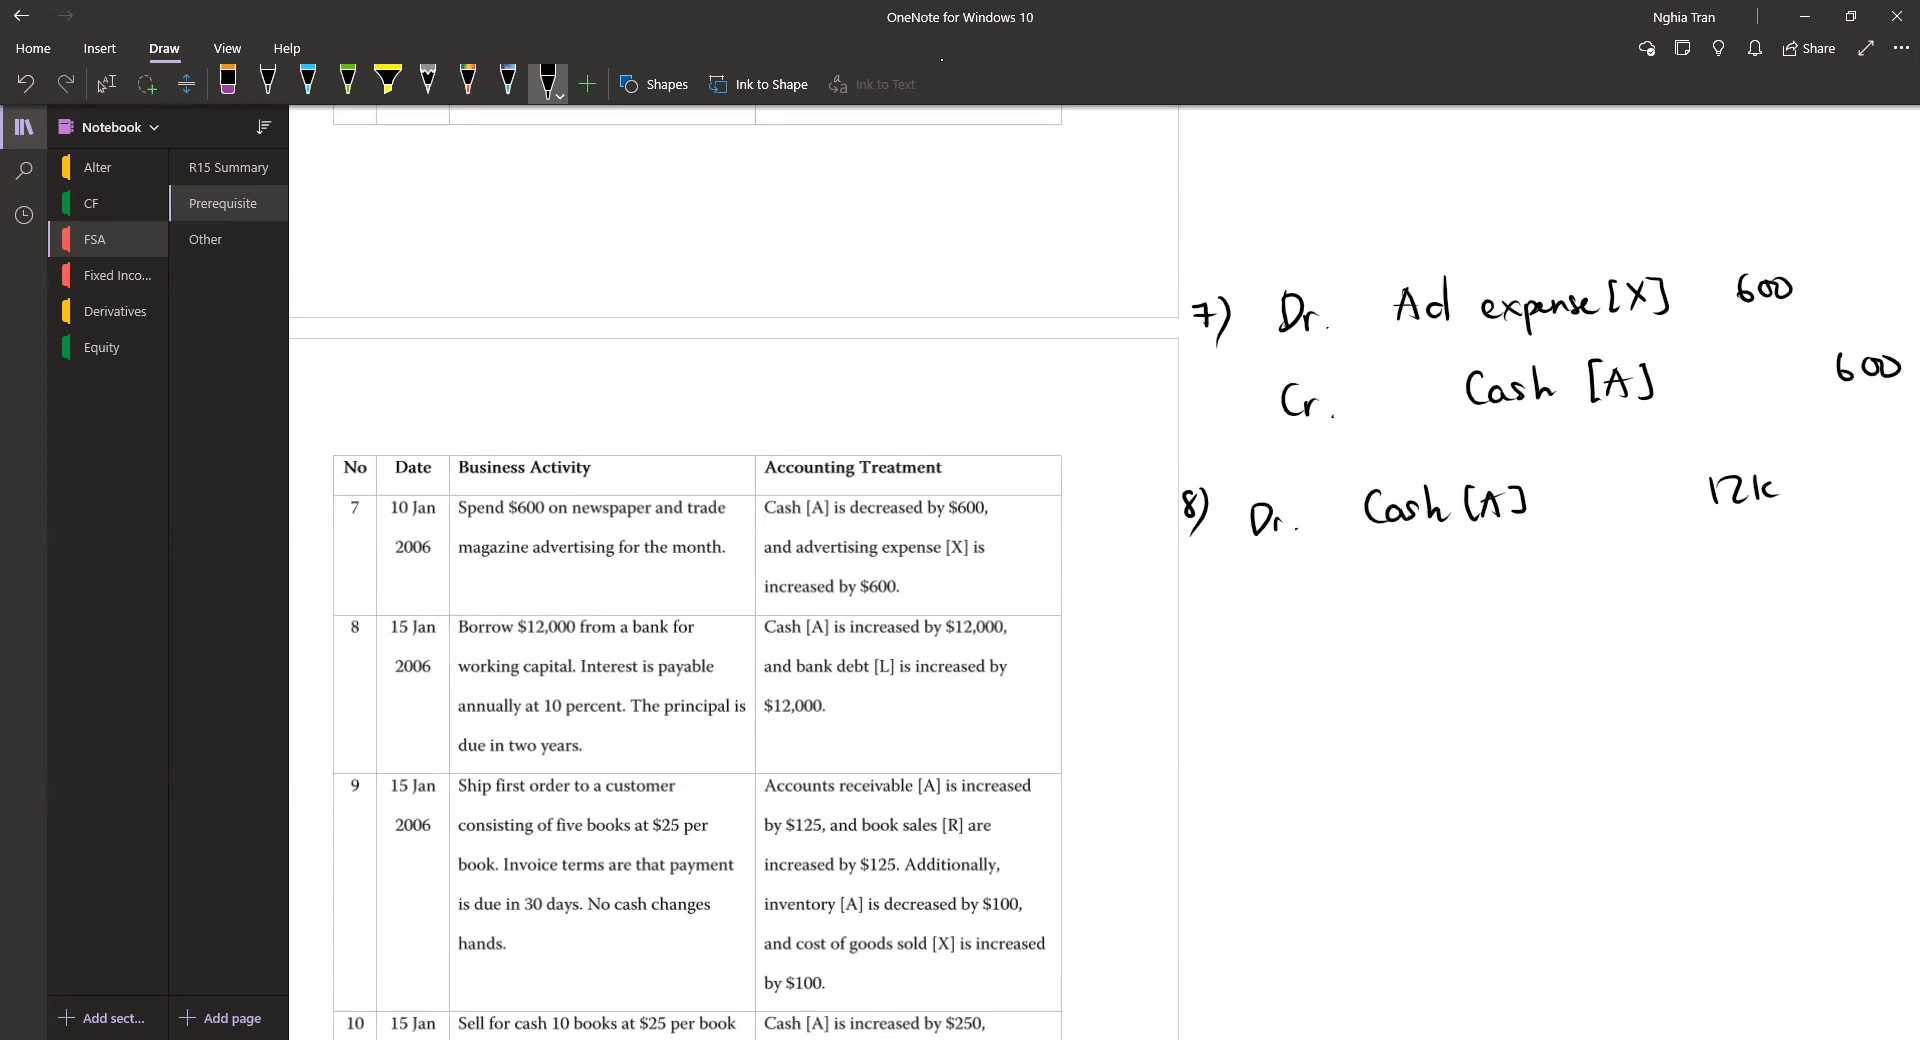 OneNote for Windows 10
Nghia Tran
Home Insert Draw View Help
Share
Shapes Ink to Shape Ink to Text
Notebook
Alter
CF
FSA
Fixed Inco...
Derivatives
Equity
R15 Summary
Prerequisite
Other
Add sect... Add page
No Date Business Activity Accounting Treatment
7 10 Jan Spend $600 on newspaper and trade Cash [A] is decreased by $600,
2006 magazine advertising for the month. and advertising expense [X] is
increased by $600.
8 15 Jan Borrow $12,000 from a bank for Cash [A] is increased by $12,000,
2006 working capital. Interest is payable and bank debt [L] is increased by
annually at 10 percent. The principal is $12,000.
due in two years.
9 15 Jan Ship first order to a customer Accounts receivable [A] is increased
2006 consisting of five books at $25 per by $125, and book sales [R] are
book. Invoice terms are that payment increased by $125. Additionally,
is due in 30 days. No cash changes inventory [A] is decreased by $100,
hands. and cost of goods sold [X] is increased
by $100.
10 15 Jan Sell for cash 10 books at $25 per book Cash [A] is increased by $250,
7) Dr. Ad expense [X] 600
Cr. Cash [A] 600
8) Dr. Cash [A] 12k